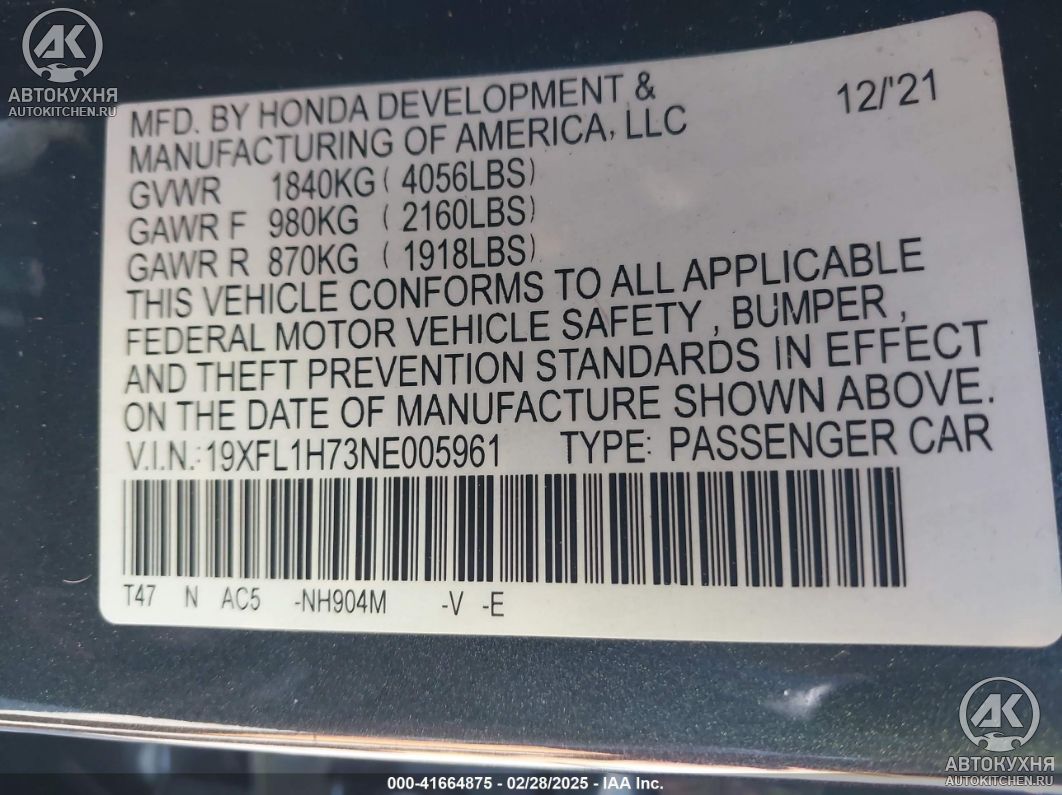 AK
АВТОКУХНЯ
AUTOKITCHEN.RU
MFD. BY HONDA DEVELOPMENT & 12/'21
MANUFACTURING OF AMERICA, LLC
GVWR 1840KG ( 4056LBS)
GAWR F 980KG ( 2160LBS)
GAWR R 870KG ( 1918LBS)
THIS VEHICLE CONFORMS TO ALL APPLICABLE
FEDERAL MOTOR VEHICLE SAFETY , BUMPER ,
AND THEFT PREVENTION STANDARDS IN EFFECT
ON THE DATE OF MANUFACTURE SHOWN ABOVE.
V.I.N.: 19XFL1H73NE005961 TYPE: PASSENGER CAR
T47 N AC5 -NH904M -V -E
AK
АВТОКУХНЯ
AUTOKITCHEN.RU
000-41664875 - 02/28/2025 - IAA Inc.